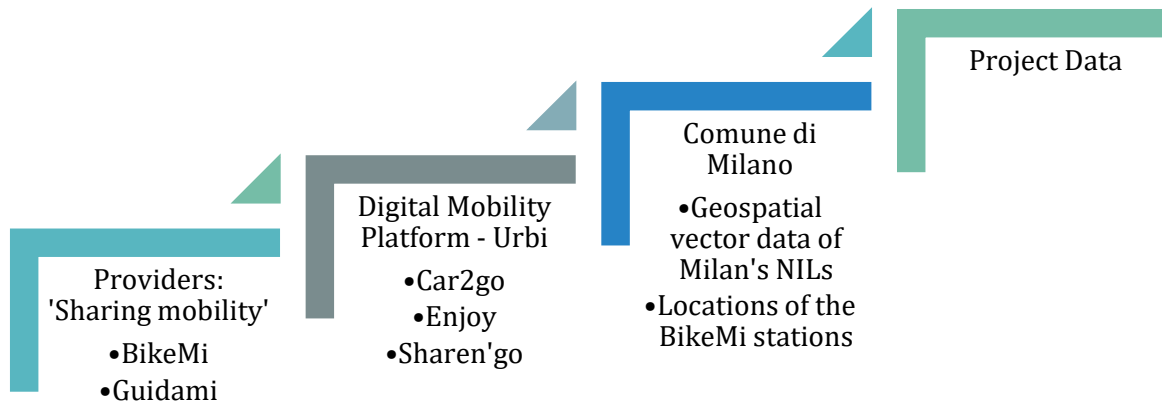 Providers:
'Sharing mobility'
•BikeMi
•Guidami
Digital Mobility
Platform - Urbi
•Car2go
•Enjoy
•Sharen'go
Comune di
Milano
•Geospatial
vector data of
Milan's NILs
•Locations of the
BikeMi stations
Project Data